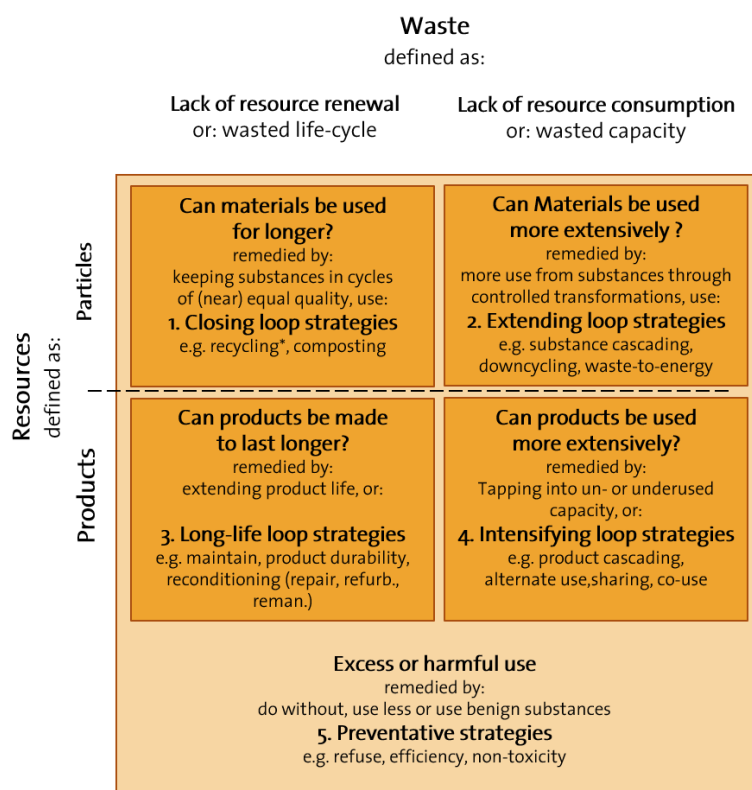 Waste
defined as:
Lack of resource renewal
or: wasted life-cycle
Lack of resource consumption
or: wasted capacity
Resources
defined as:
Particles
Can materials be used
for longer?
remedied by:
keeping substances in cycles
of (near) equal quality, use:
1. Closing loop strategies
e.g. recycling*, composting
Can Materials be used
more extensively ?
remedied by:
more use from substances through
controlled transformations, use:
2. Extending loop strategies
e.g. substance cascading,
downcycling, waste-to-energy
Products
Can products be made
to last longer?
remedied by:
extending product life, or:
3. Long-life loop strategies
e.g. maintain, product durability,
reconditioning (repair, refurb.,
reman.)
Can products be used
more extensively?
remedied by:
Tapping into un- or underused
capacity, or:
4. Intensifying loop strategies
e.g. product cascading,
alternate use,sharing, co-use
Excess or harmful use
remedied by:
do without, use less or use benign substances
5. Preventative strategies
e.g. refuse, efficiency, non-toxicity